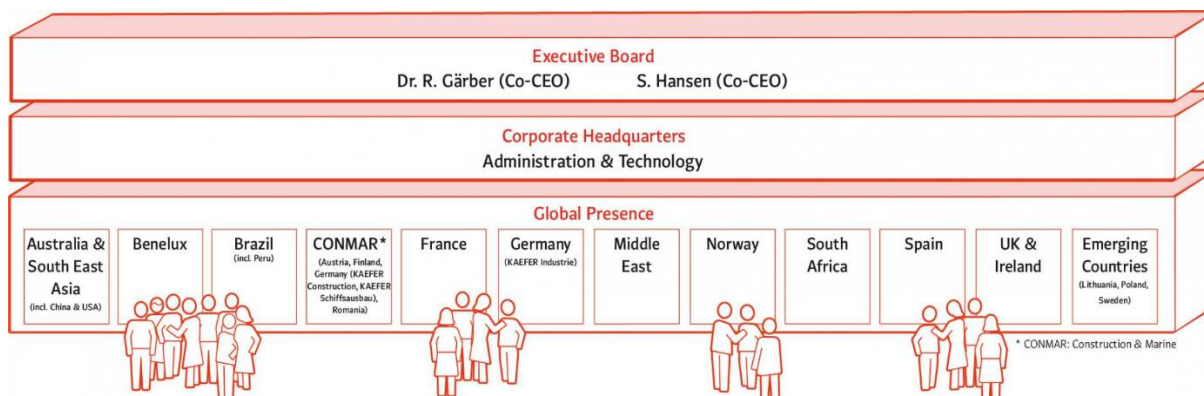 Executive Board
Dr. R. Gärber (Co-CEO) S. Hansen (Co-CEO)
Corporate Headquarters
Administration & Technology
Global Presence
Australia &
South East
Asia
(incl. China & USA)
Benelux
Brazil
(incl. Peru)
CONMAR*
(Austria, Finland,
Germany (KAEFER
Construction, KAEFER
Schiffsausbau),
Romania)
France
Germany
(KAEFER Industrie)
Middle
East
Norway
South
Africa
Spain
UK &
Ireland
Emerging
Countries
(Lithuania, Poland,
Sweden)
* CONMAR: Construction & Marine